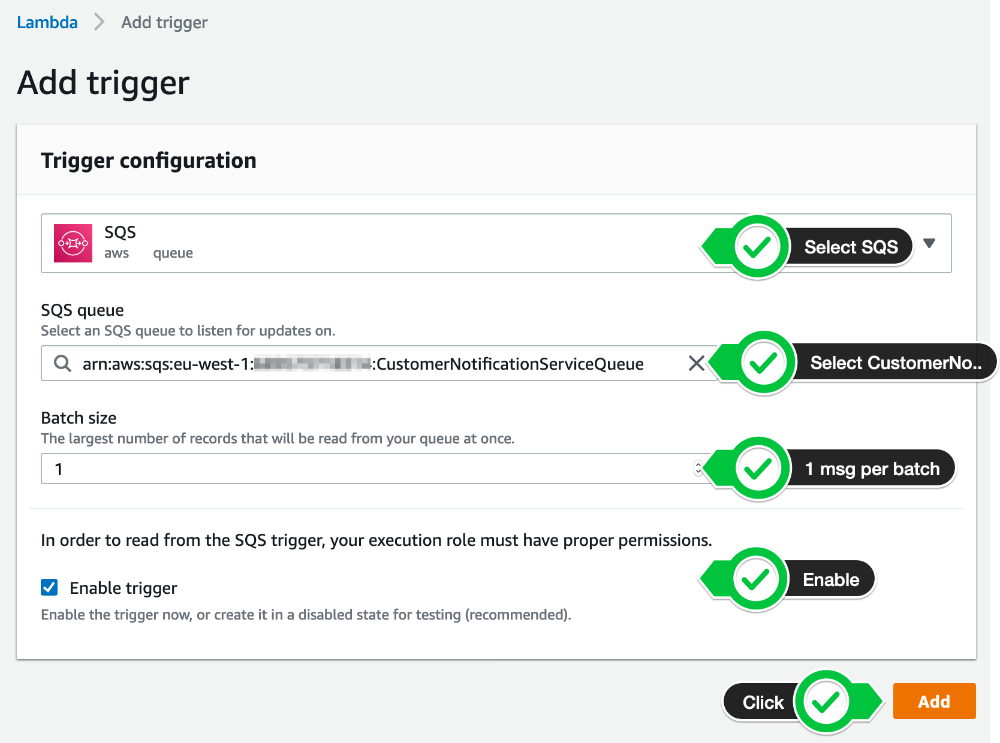 Lambda Add trigger
Add trigger
Trigger configuration
SQS
aws queue
Select SQS
SQS queue
Select an SQS queue to listen for updates on.
arn:aws:sqs:eu-west-1: :CustomerNotificationServiceQueue
Select CustomerNo..
Batch size
The largest number of records that will be read from your queue at once.
1
1 msg per batch
In order to read from the SQS trigger, your execution role must have proper permissions.
Enable trigger
Enable
Enable the trigger now, or create it in a disabled state for testing (recommended).
Click
Add